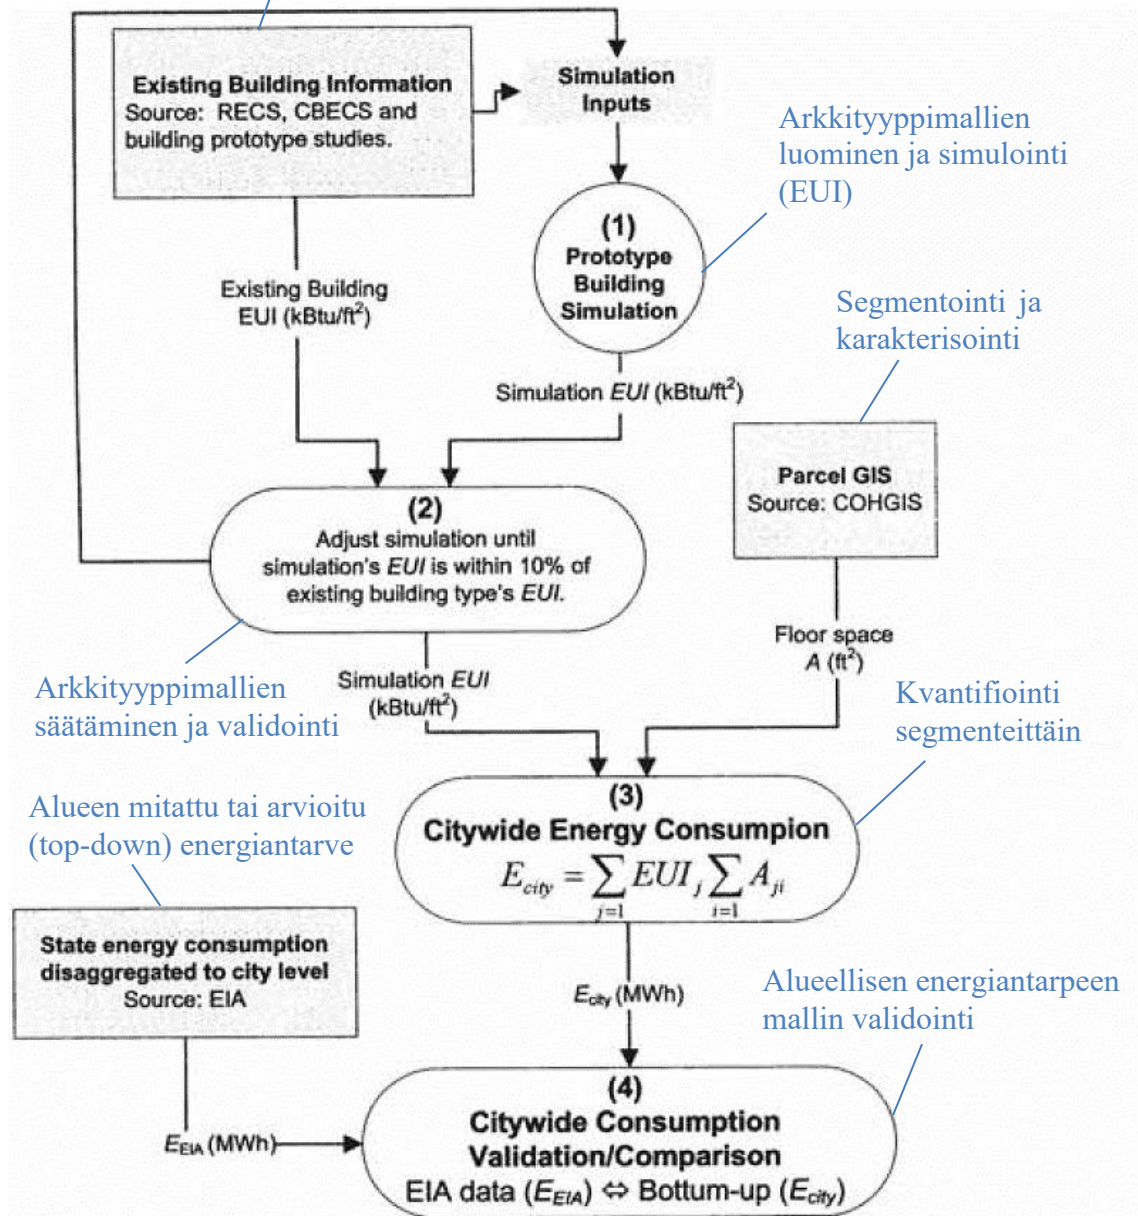 Existing Building Information
Source: RECS, CBECS and
building prototype studies.
Simulation
Inputs
Arkkityyppimallien
luominen ja simulointi
(EUI)
(1)
Prototype
Building
Simulation
Existing Building
EUI (kBtu/ft²)
Segmentointi ja
karakterisointi
Simulation EUI (kBtu/ft²)
Parcel GIS
Source: COHGIS
(2)
Adjust simulation until
simulation's EUI is within 10% of
existing building type's EUI.
Floor space
A (ft²)
Arkkityyppimallien
säätäminen ja validointi
Simulation EUI
(kBtu/ft²)
Kvantifiointi
segmenteittäin
Alueen mitattu tai arvioitu
(top-down) energiantarve
(3)
Citywide Energy Consumpion
E_city = ∑_{j=1} EUI_j ∑_{i=1} A_ji
State energy consumption
disaggregated to city level
Source: EIA
E_city (MWh)
Alueellisen energiantarpeen
mallin validointi
(4)
Citywide Consumption
Validation/Comparison
EIA data (E_EIA) ⇔ Bottum-up (E_city)
E_EIA (MWh)